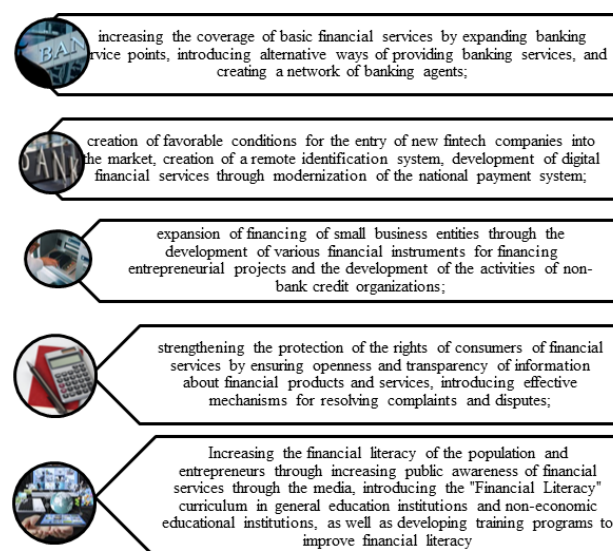 BAN
increasing the coverage of basic financial services by expanding banking
rvice points, introducing alternative ways of providing banking services, and
creating a network of banking agents;
BANK
creation of favorable conditions for the entry of new fintech companies into
the market, creation of a remote identification system, development of digital
financial services through modernization of the national payment system;
expansion of financing of small business entities through the
development of various financial instruments for financing
entrepreneurial projects and the development of the activities of non-
bank credit organizations;
strengthening the protection of the rights of consumers of financial
services by ensuring openness and transparency of information
about financial products and services, introducing effective
mechanisms for resolving complaints and disputes;
Increasing the financial literacy of the population and
entrepreneurs through increasing public awareness of financial
services through the media, introducing the "Financial Literacy"
curriculum in general education institutions and non-economic
educational institutions, as well as developing training programs to
improve financial literacy